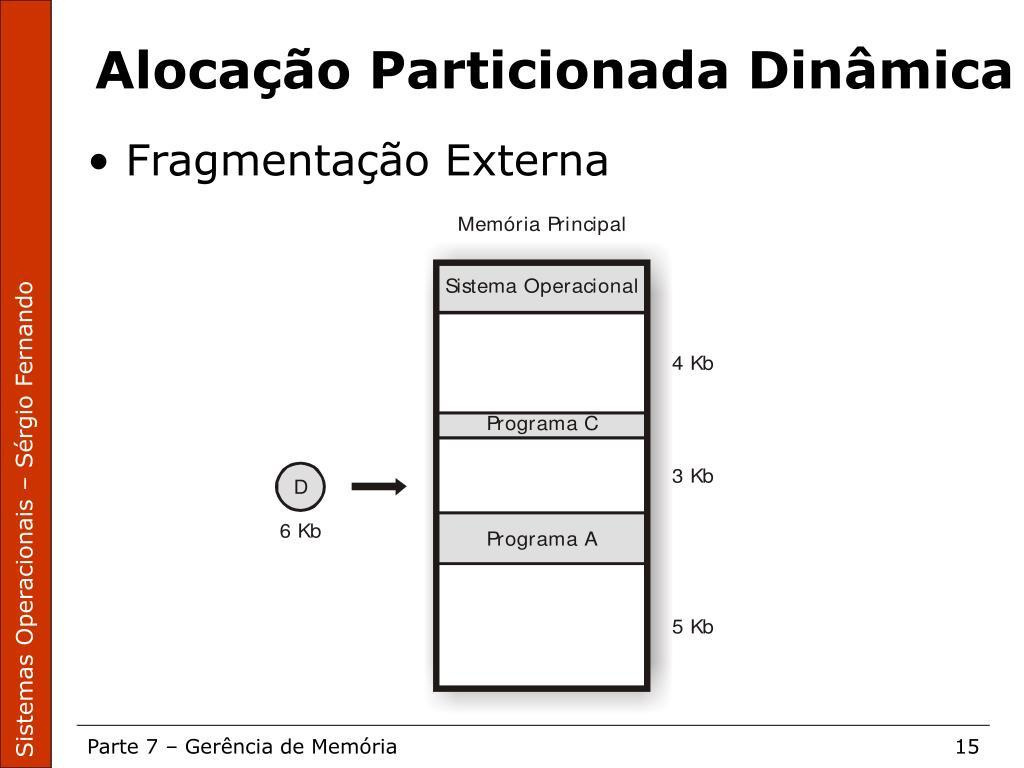 Alocação Particionada Dinâmica
• Fragmentação Externa
Memória Principal
Sistema Operacional
4 Kb
Programa C
3 Kb
D
6 Kb
Programa A
5 Kb
Sistemas Operacionais – Sérgio Fernando
Parte 7 – Gerência de Memória
15